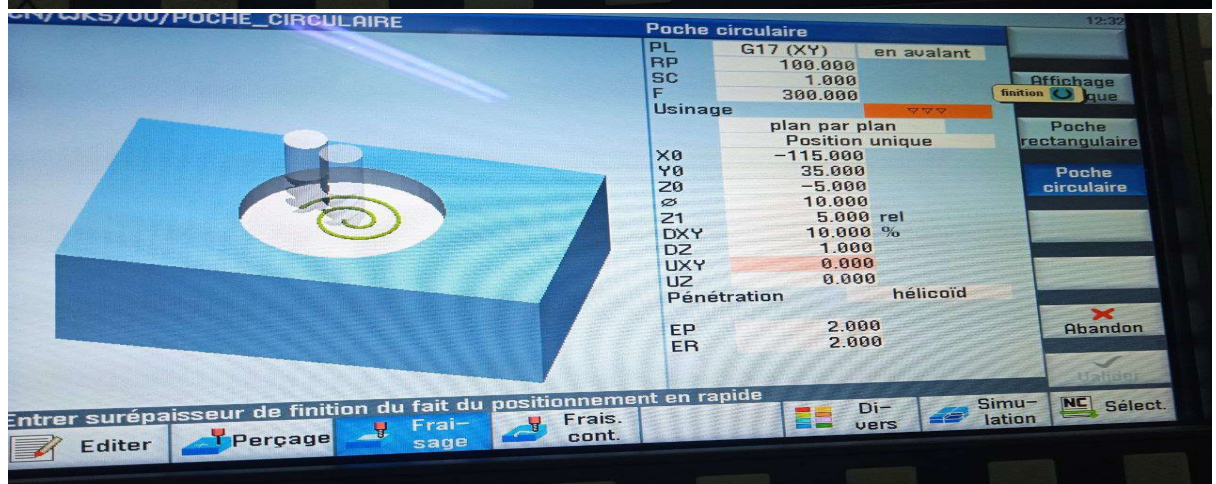 CN/WKS/00/POCHE_CIRCULAIRE
12:32
Poche circulaire
PL G17 (XY) en avalant
RP 100.000
SC 1.000
F 300.000
Usinage ▽▽▽
plan par plan
Position unique
X0 -115.000
Y0 35.000
Z0 -5.000
ø 10.000
Z1 5.000 rel
DXY 10.000 %
DZ 1.000
UXY 0.000
UZ 0.000
Pénétration hélicoïd
EP 2.000
ER 2.000
Affichage
que
finition
Poche
rectangulaire
Poche
circulaire
Abandon
Valider
Entrer surépaisseur de finition du fait du positionnement en rapide
Editer
Perçage
Frai-
sage
Frais.
cont.
Di-
vers
Simu-
lation
NC Sélect.